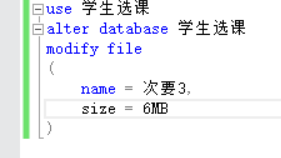 use 学生选课
alter database 学生选课
modify file
(
    name = 次要3,
    size = 6MB
)